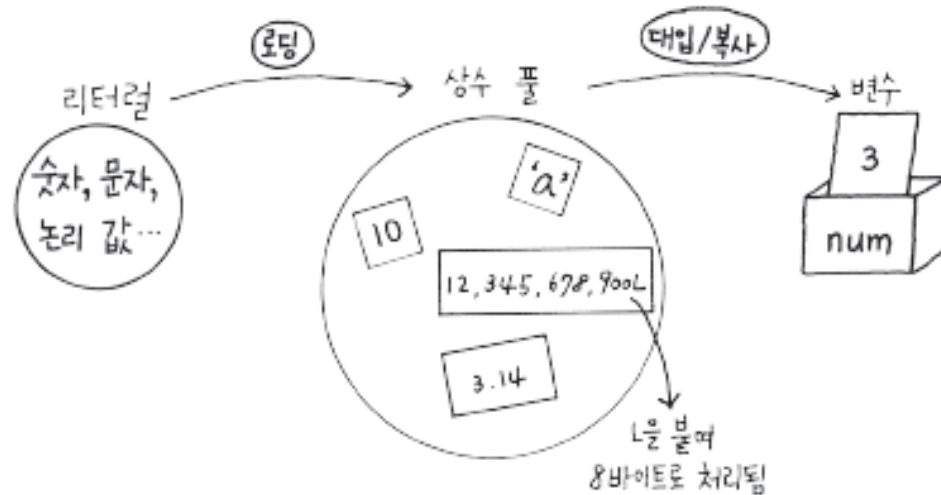 로딩
대입/복사
리터럴
상수 풀
변수
숫자, 문자,
논리 값…
'a'
10
3
num
12,345,678,900L
3.14
L을 붙여
8바이트로 처리됨